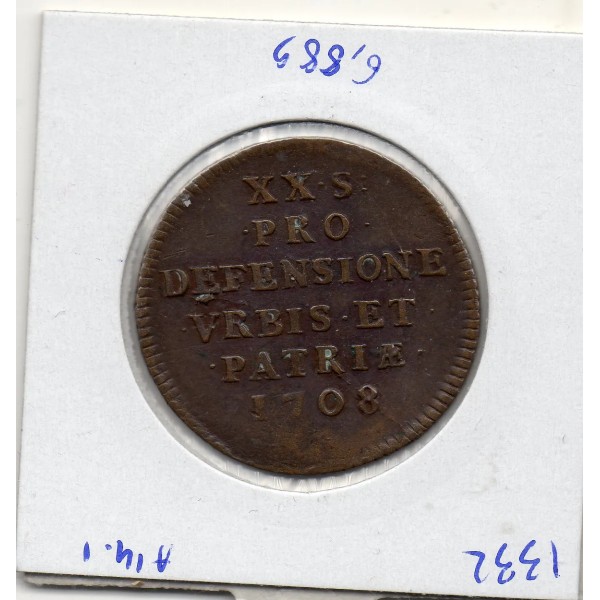 6,88g
XX·S·
·PRO·
DEFENSIONE
·VRBIS·ET
·PATRIÆ·
1708
A14.1
1332